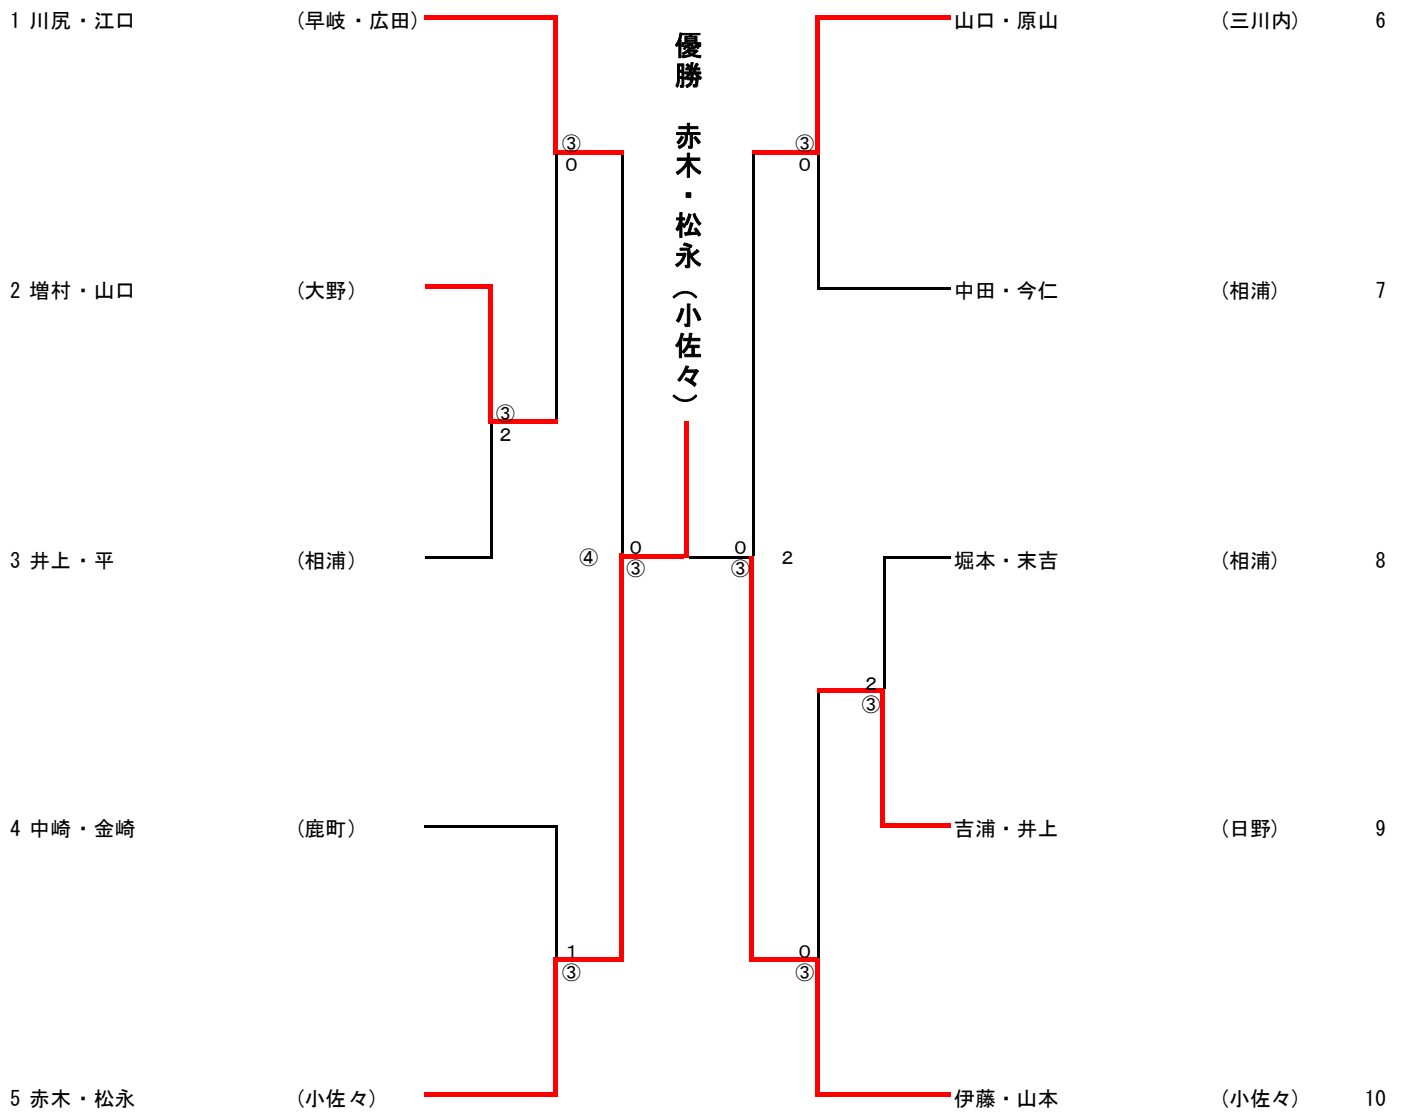 1 川尻・江口 (早岐・広田)
山口・原山 (三川内) 6
優勝 赤木・松永(小佐々)
③ ③
0 0
2 増村・山口 (大野)
中田・今仁 (相浦) 7
③
2
3 井上・平 (相浦)
④ 0 0 2
③ ③
堀本・末吉 (相浦) 8
2
③
4 中崎・金崎 (鹿町)
吉浦・井上 (日野) 9
1 0
③ ③
5 赤木・松永 (小佐々)
伊藤・山本 (小佐々) 10